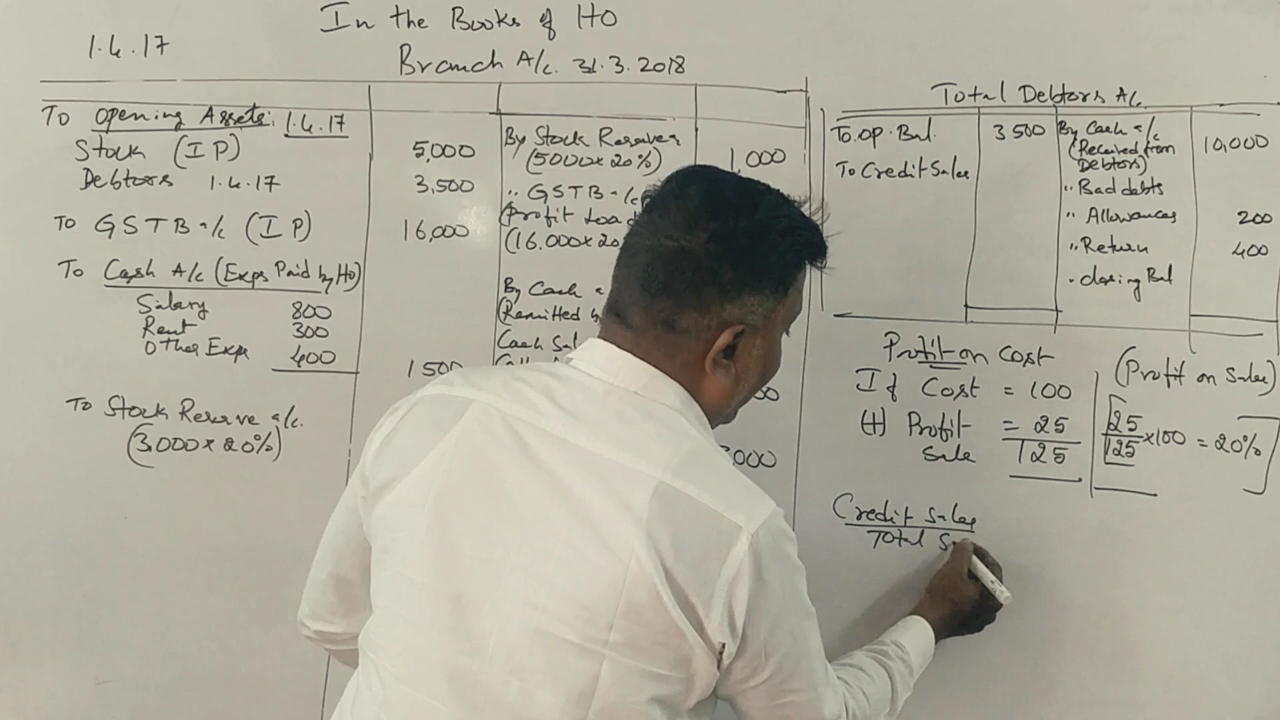 In the Books of HO
1.4.17
Branch A/c. 31.3.2018
To Opening Assets: 1.4.17
Stock (IP) 5,000
Debtors 1.4.17 3,500
To GSTB a/c (IP) 16,000
To Cash A/c (Exps Paid by HO)
Salary 800
Rent 300
Other Exps 400
1500
To Stock Reserve a/c.
(3.000 x 20%)
By Stock Reserve
(5000 x 20%) 1,000
" GSTB a/c
(Profit Load
(16.000 x 20
By Cash a
(Remitted b
Cash Sal
000
Total Debtors A/c
To. Op. Bal. 3500
To Credit Sales
By Cash a/c
(Received from
Debtors) 10,000
" Bad debts
" Allowances 200
" Return 400
" closing Bal
Profit on Cost
If Cost = 100
(+) Profit = 25
Sale 125
(Profit on Sales)
25
125 x 100 = 20%
Credit Sales
Total S